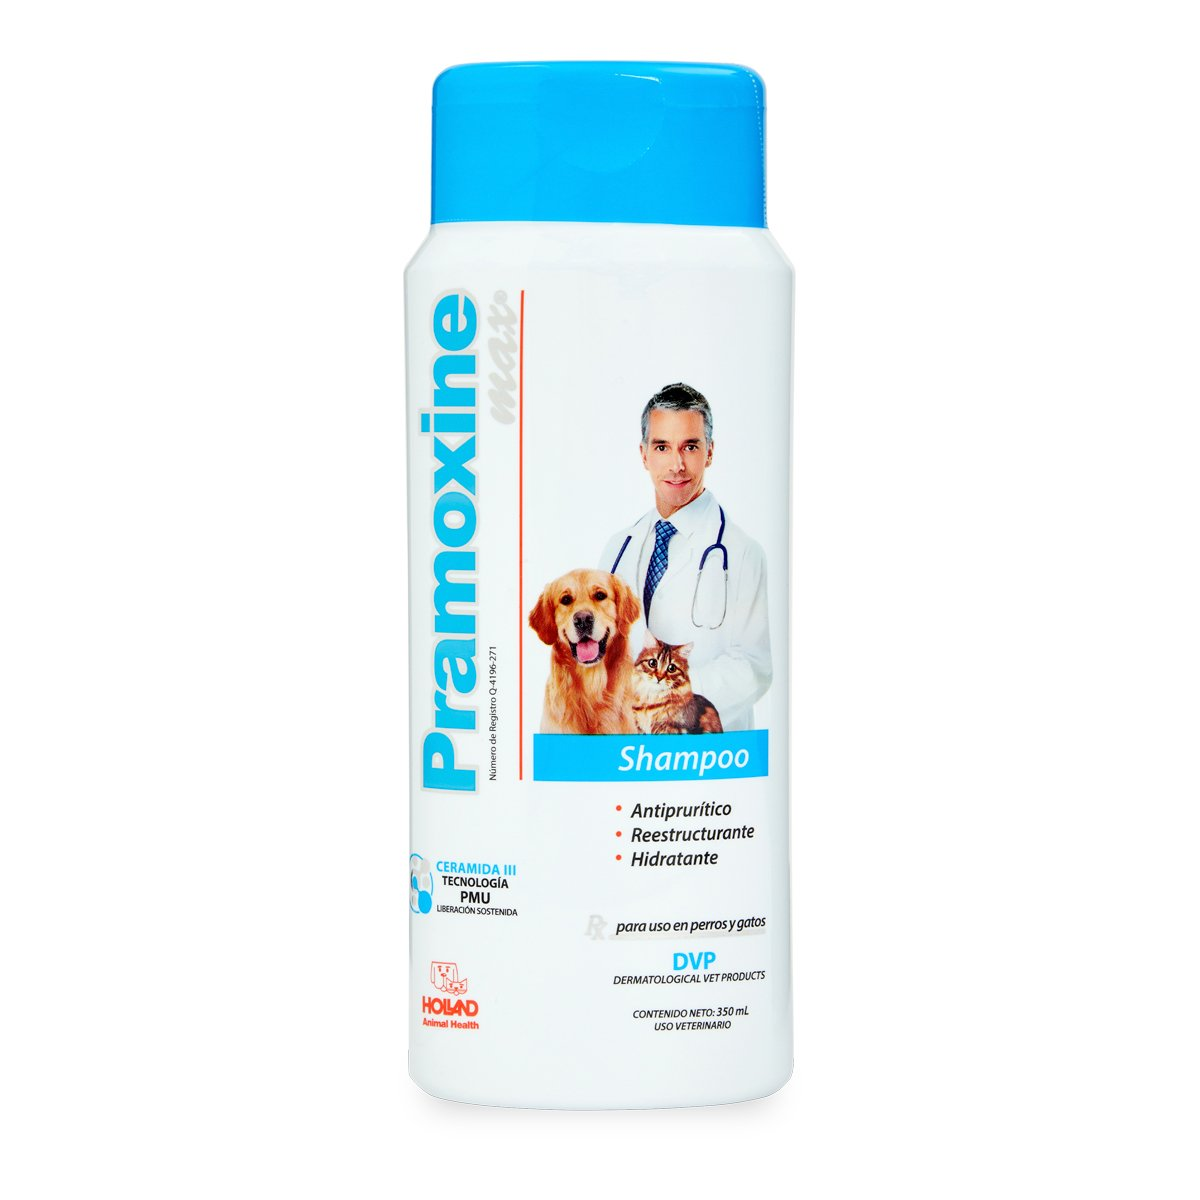 Pramoxine
max®
Número de Registro Q-4196-271
Shampoo
• Antiprurítico
• Reestructurante
• Hidratante
CERAMIDA III
TECNOLOGÍA
PMU
LIBERACIÓN SOSTENIDA
Rx para uso en perros y gatos
DVP
DERMATOLOGICAL VET PRODUCTS
HOLLAND
Animal Health
CONTENIDO NETO: 350 mL
USO VETERINARIO